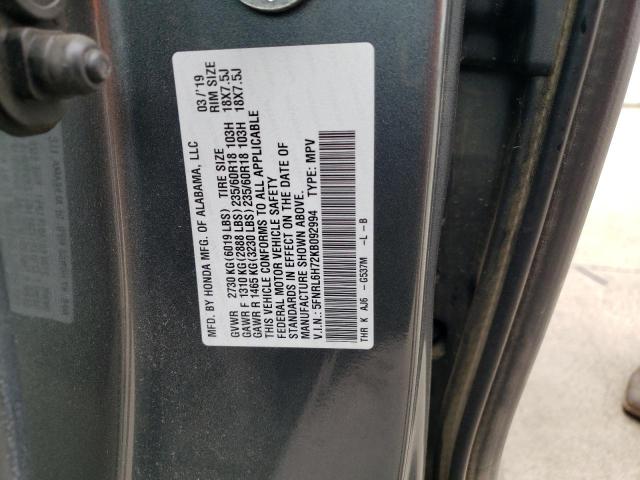 MFD. BY HONDA MFG. OF ALABAMA, LLC 03 /'19
TIRE SIZE RIM SIZE
GVWR 2730 KG(6019 LBS)
GAWR F 1310 KG(2888 LBS) 235/60R18 103H 18X7.5J
GAWR R 1465 KG(3230 LBS) 235/60R18 103H 18X7.5J
THIS VEHICLE CONFORMS TO ALL APPLICABLE
FEDERAL MOTOR VEHICLE SAFETY
STANDARDS IN EFFECT ON THE DATE OF
MANUFACTURE SHOWN ABOVE.
V.I.N.: 5FNRL6H72KB092994 TYPE: MPV
THR K AJ6 - G537M -L-B